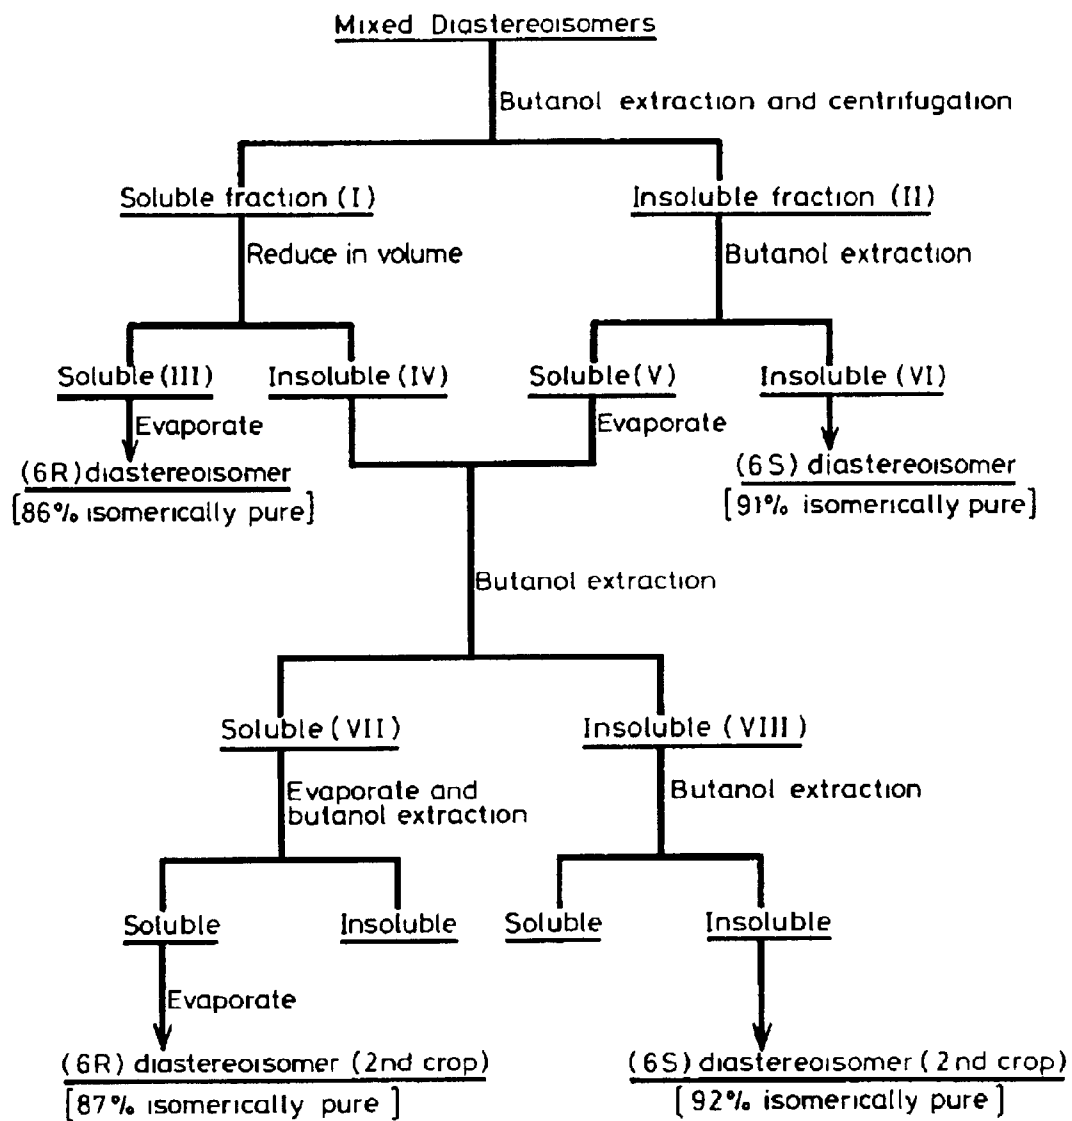 Mixed Diastereoisomers
Butanol extraction and centrifugation
Soluble fraction (I)
Insoluble fraction (II)
Reduce in volume
Butanol extraction
Soluble (III)
Insoluble (IV)
Soluble (V)
Insoluble (VI)
Evaporate
Evaporate
(6R) diastereoisomer
[86% isomerically pure]
(6S) diastereoisomer
[91% isomerically pure]
Butanol extraction
Soluble (VII)
Insoluble (VIII)
Evaporate and
butanol extraction
Butanol extraction
Soluble
Insoluble
Soluble
Insoluble
Evaporate
(6R) diastereoisomer (2nd crop)
[87% isomerically pure]
(6S) diastereoisomer (2nd crop)
[92% isomerically pure]